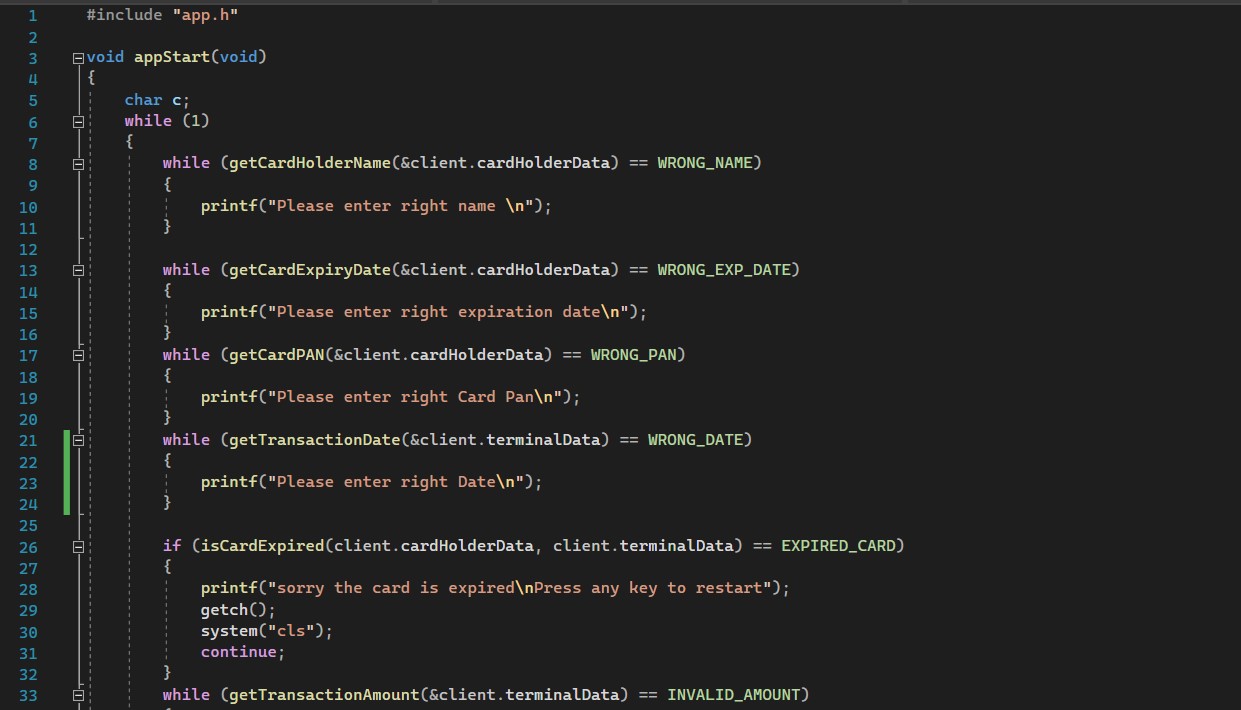 1 #include "app.h"
2
3 void appStart(void)
4 {
5 char c;
6 while (1)
7 {
8 while (getCardHolderName(&client.cardHolderData) == WRONG_NAME)
9 {
10 printf("Please enter right name \n");
11 }
12
13 while (getCardExpiryDate(&client.cardHolderData) == WRONG_EXP_DATE)
14 {
15 printf("Please enter right expiration date\n");
16 }
17 while (getCardPAN(&client.cardHolderData) == WRONG_PAN)
18 {
19 printf("Please enter right Card Pan\n");
20 }
21 while (getTransactionDate(&client.terminalData) == WRONG_DATE)
22 {
23 printf("Please enter right Date\n");
24 }
25
26 if (isCardExpired(client.cardHolderData, client.terminalData) == EXPIRED_CARD)
27 {
28 printf("sorry the card is expired\nPress any key to restart");
29 getch();
30 system("cls");
31 continue;
32 }
33 while (getTransactionAmount(&client.terminalData) == INVALID_AMOUNT)